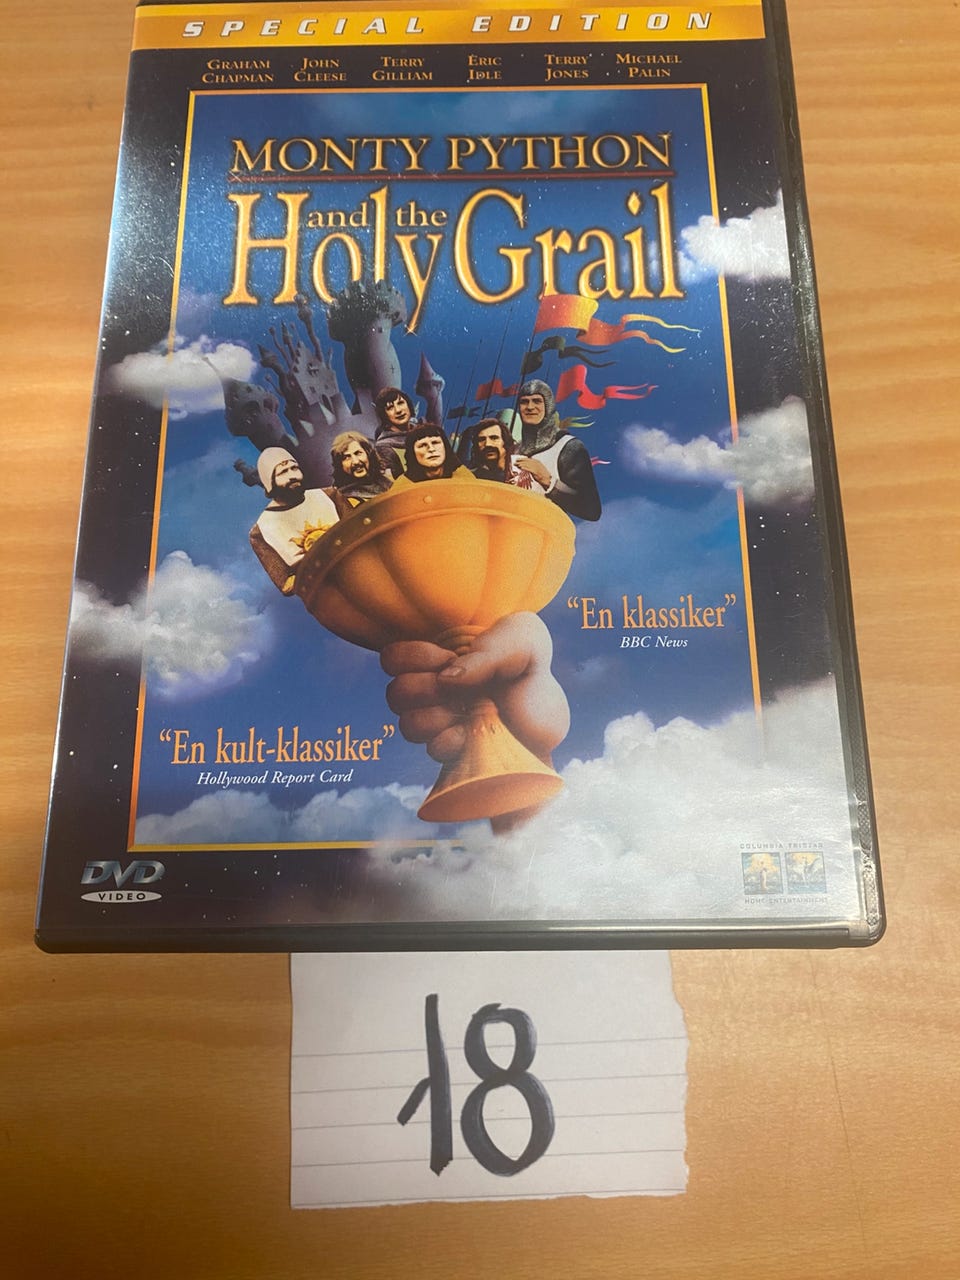 SPECIAL EDITION
GRAHAM CHAPMAN
JOHN CLEESE
TERRY GILLIAM
ERIC IDLE
TERRY JONES
MICHAEL PALIN
MONTY PYTHON
and the
Holy Grail
“En klassiker”
BBC News
“En kult-klassiker”
Hollywood Report Card
DVD
VIDEO
COLUMBIA TRISTAR
HOME ENTERTAINMENT
18